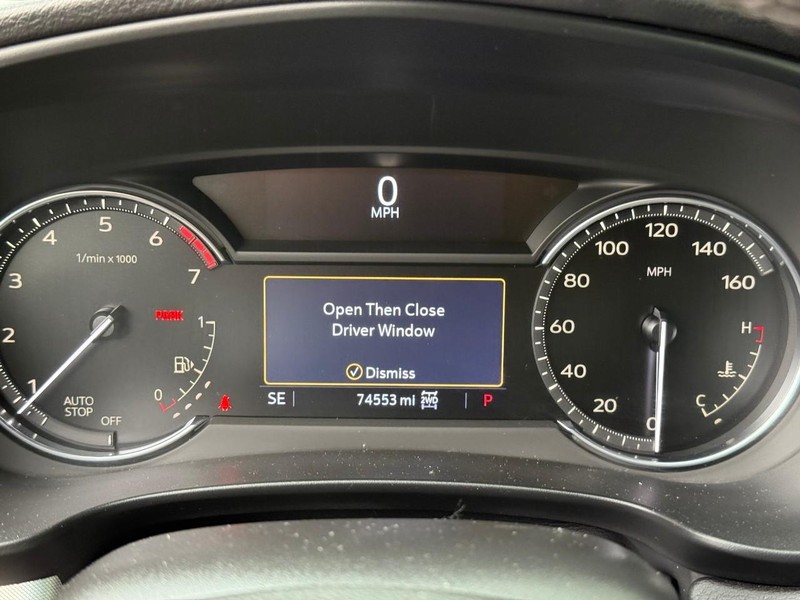 0
MPH
1/min x 1000
1
2
3
4
5
6
7
PARK
1
0
AUTO
STOP
OFF
Open Then Close
Driver Window
Dismiss
SE
74553 mi
2WD
P
MPH
0
20
40
60
80
100
120
140
160
H
C